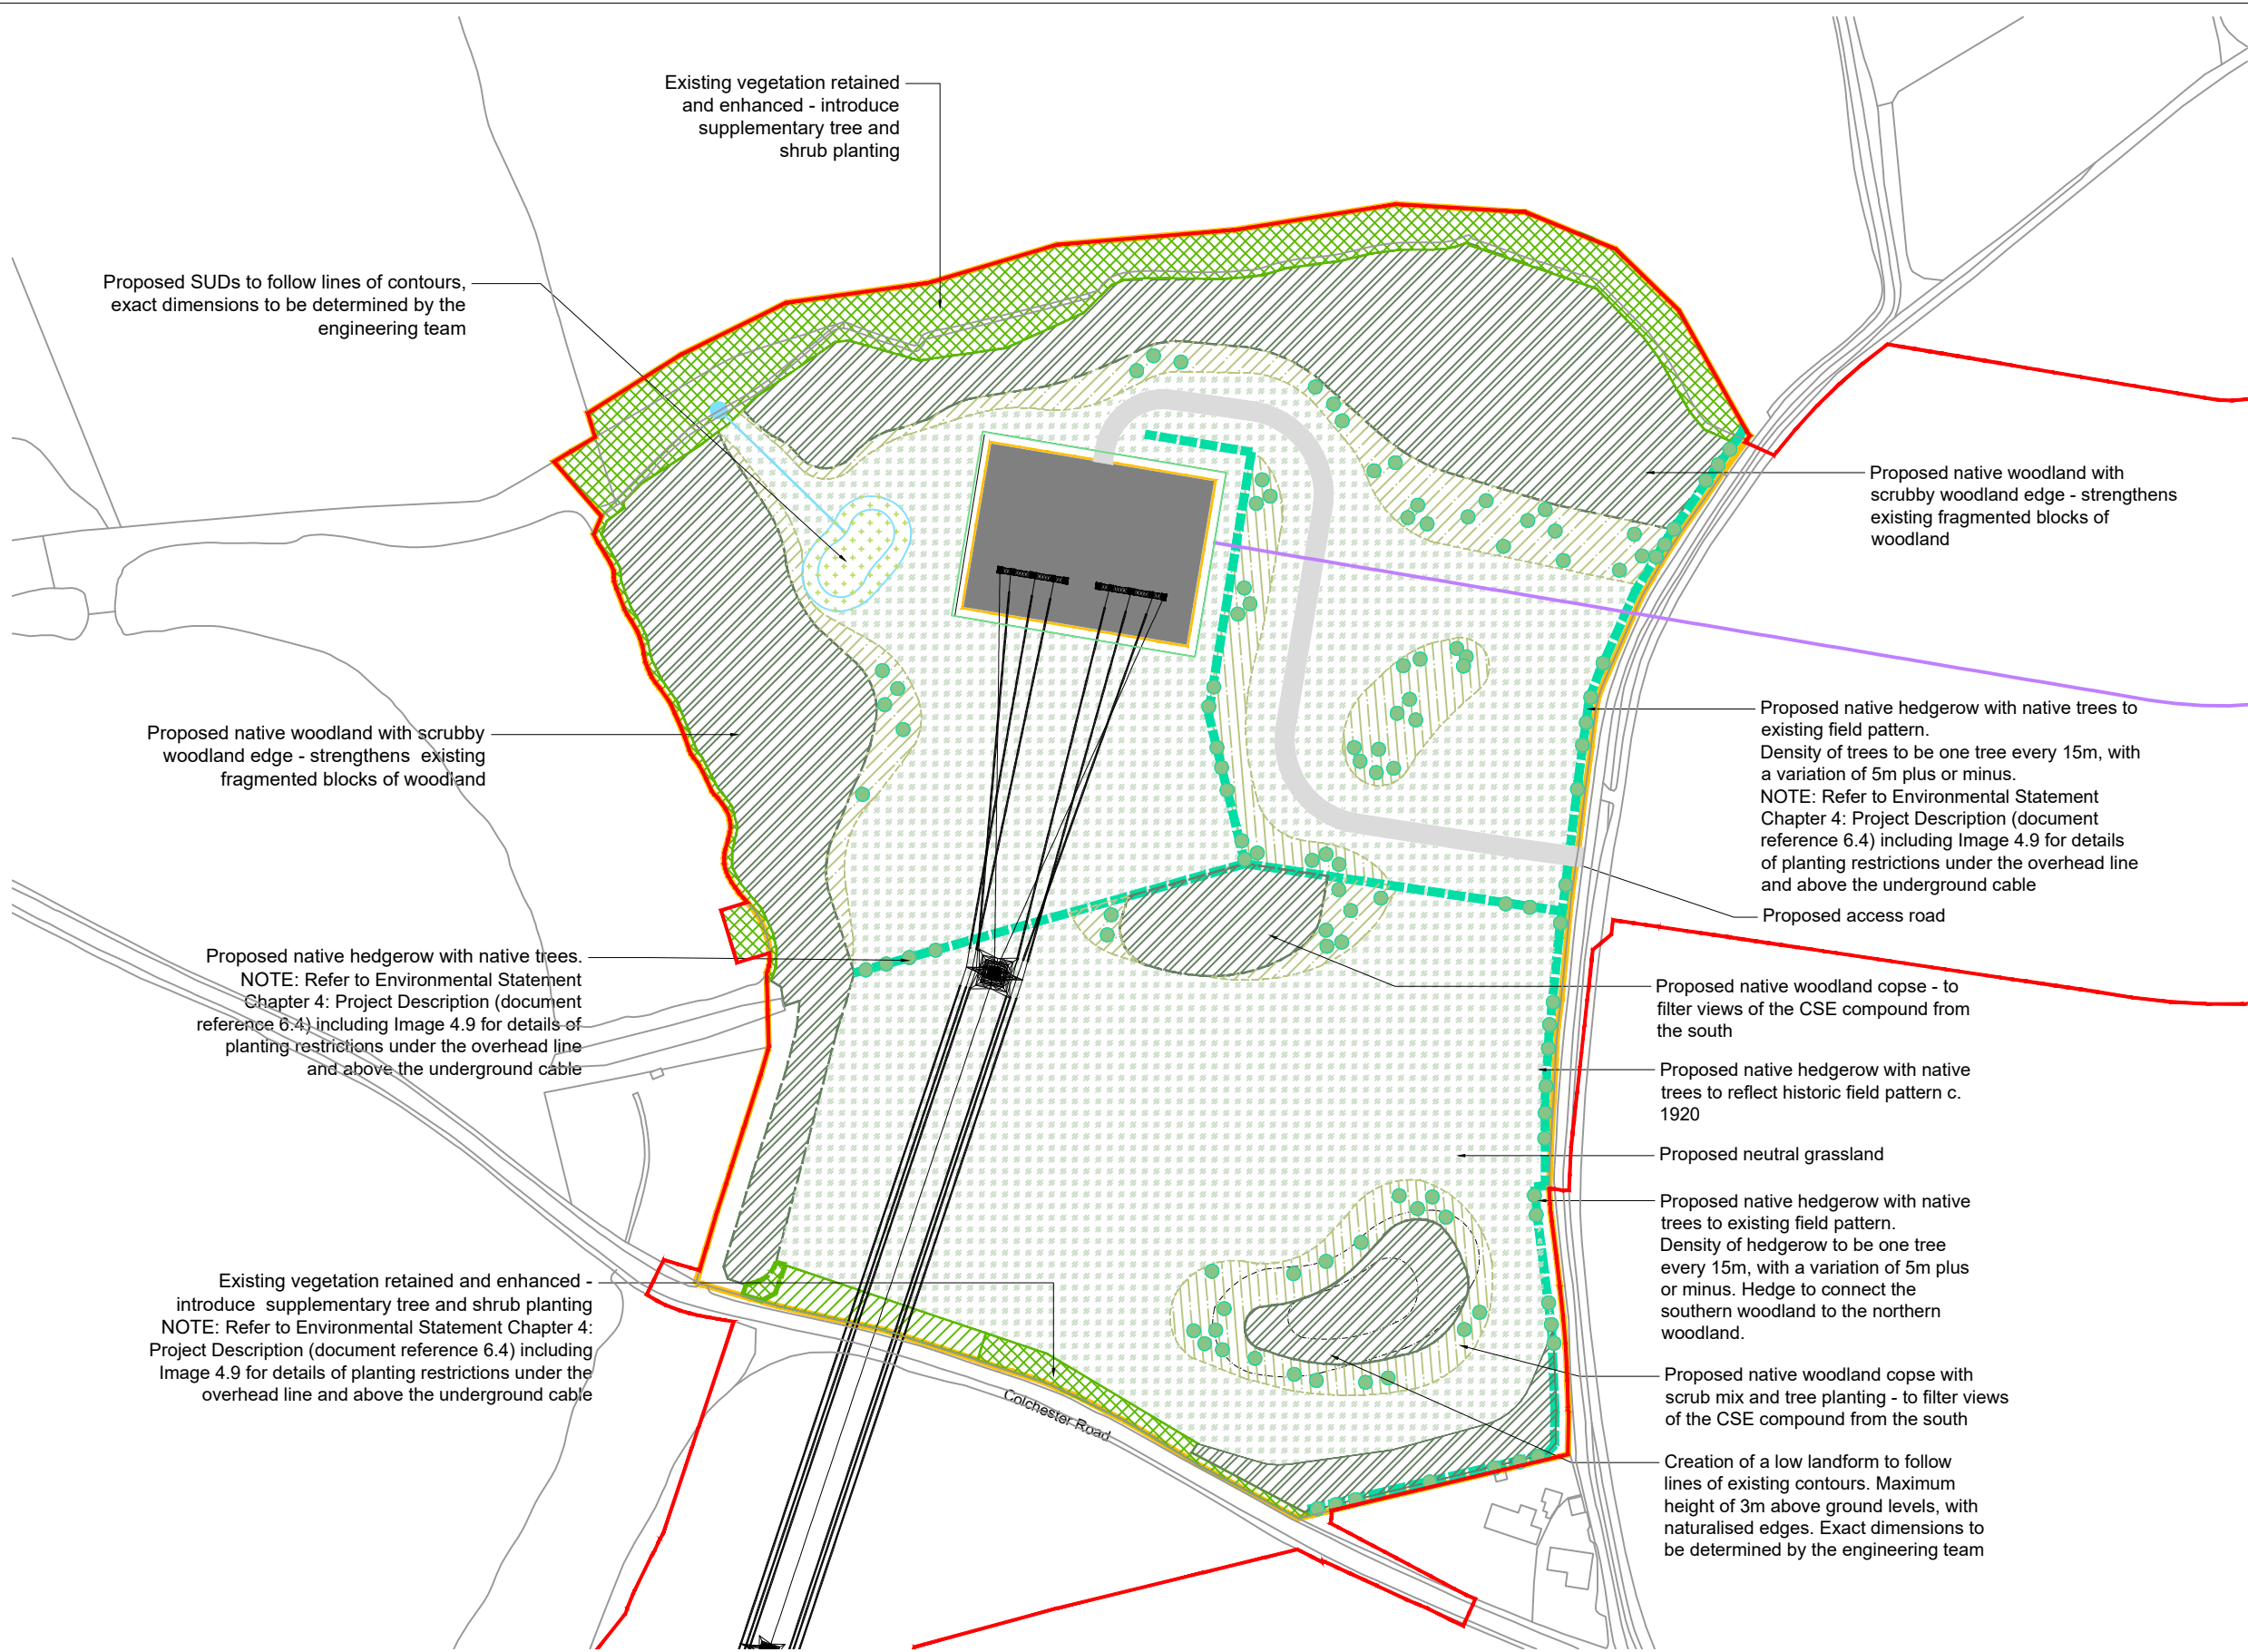 Existing vegetation retained
and enhanced - introduce
supplementary tree and
shrub planting
Proposed SUDs to follow lines of contours,
exact dimensions to be determined by the
engineering team
Proposed native woodland with
scrubby woodland edge - strengthens
existing fragmented blocks of
woodland
Proposed native woodland with scrubby
woodland edge - strengthens existing
fragmented blocks of woodland
Proposed native hedgerow with native trees to
existing field pattern.
Density of trees to be one tree every 15m, with
a variation of 5m plus or minus.
NOTE: Refer to Environmental Statement
Chapter 4: Project Description (document
reference 6.4) including Image 4.9 for details
of planting restrictions under the overhead line
and above the underground cable
Proposed access road
Proposed native hedgerow with native trees.
NOTE: Refer to Environmental Statement
Chapter 4: Project Description (document
reference 6.4) including Image 4.9 for details of
planting restrictions under the overhead line
and above the underground cable
Proposed native woodland copse - to
filter views of the CSE compound from
the south
Proposed native hedgerow with native
trees to reflect historic field pattern c.
1920
Proposed neutral grassland
Proposed native hedgerow with native
trees to existing field pattern.
Density of hedgerow to be one tree
every 15m, with a variation of 5m plus
or minus. Hedge to connect the
southern woodland to the northern
woodland.
Existing vegetation retained and enhanced -
introduce supplementary tree and shrub planting
NOTE: Refer to Environmental Statement Chapter 4:
Project Description (document reference 6.4) including
Image 4.9 for details of planting restrictions under the
overhead line and above the underground cable
Colchester Road
Proposed native woodland copse with
scrub mix and tree planting - to filter views
of the CSE compound from the south
Creation of a low landform to follow
lines of existing contours. Maximum
height of 3m above ground levels, with
naturalised edges. Exact dimensions to
be determined by the engineering team